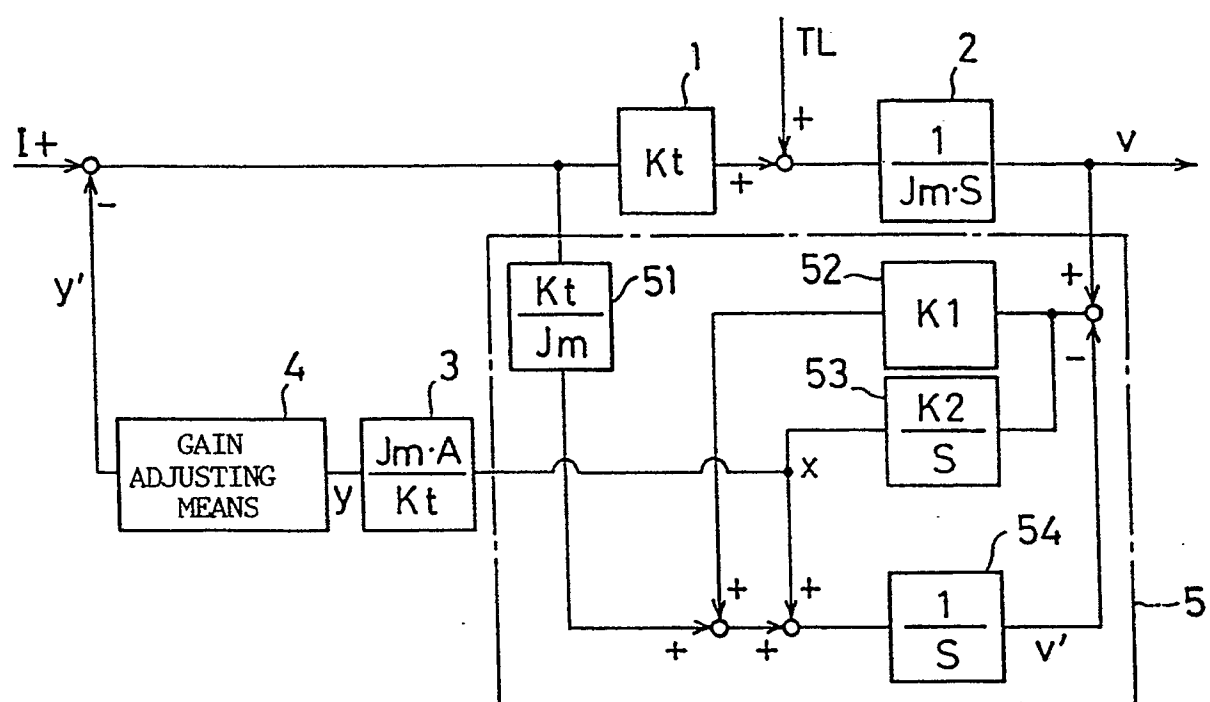 1
TL
2
I+
Kt
+
+
1
Jm·S
v
-
y'
Kt
Jm
51
52
K1
+
-
4
3
53
K2
S
GAIN
ADJUSTING
MEANS
y
Jm·A
Kt
x
54
+
+
1
S
5
+
+
v'